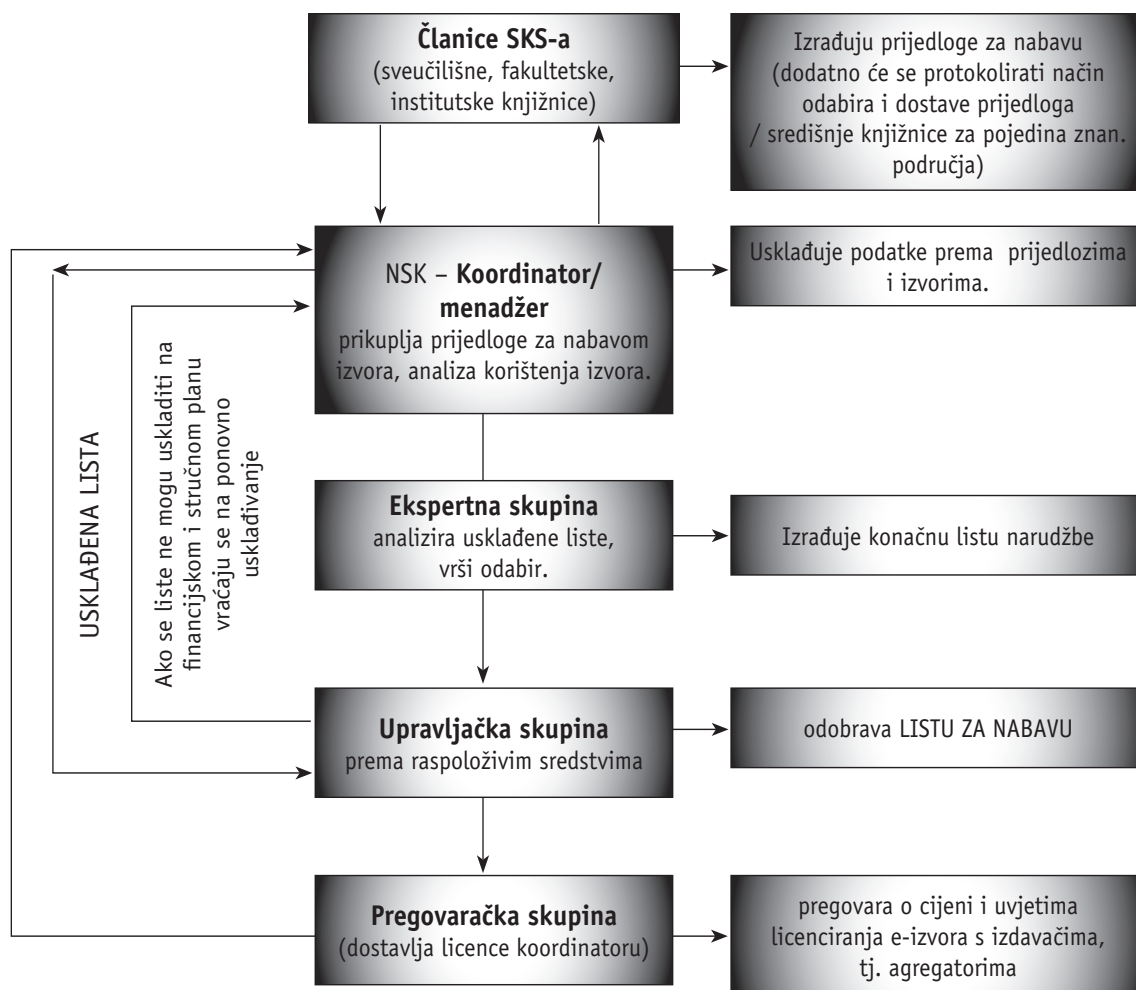 Članice SKS-a
(sveučilišne, fakultetske,
institutske knjižnice)
Izrađuju prijedloge za nabavu
(dodatno će se protokolirati način
odabira i dostave prijedloga
/ središnje knjižnice za pojedina znan.
područja)
NSK – Koordinator/
menadžer
prikuplja prijedloge za nabavom
izvora, analiza korištenja izvora.
Usklađuje podatke prema prijedlozima
i izvorima.
USKLAĐENA LISTA
Ako se liste ne mogu uskladiti na
financijskom i stručnom planu
vraćaju se na ponovno
usklađivanje
Ekspertna skupina
analizira usklađene liste,
vrši odabir.
Izrađuje konačnu listu narudžbe
Upravljačka skupina
prema raspoloživim sredstvima
odobrava LISTU ZA NABAVU
Pregovaračka skupina
(dostavlja licence koordinatoru)
pregovara o cijeni i uvjetima
licenciranja e-izvora s izdavačima,
tj. agregatorima